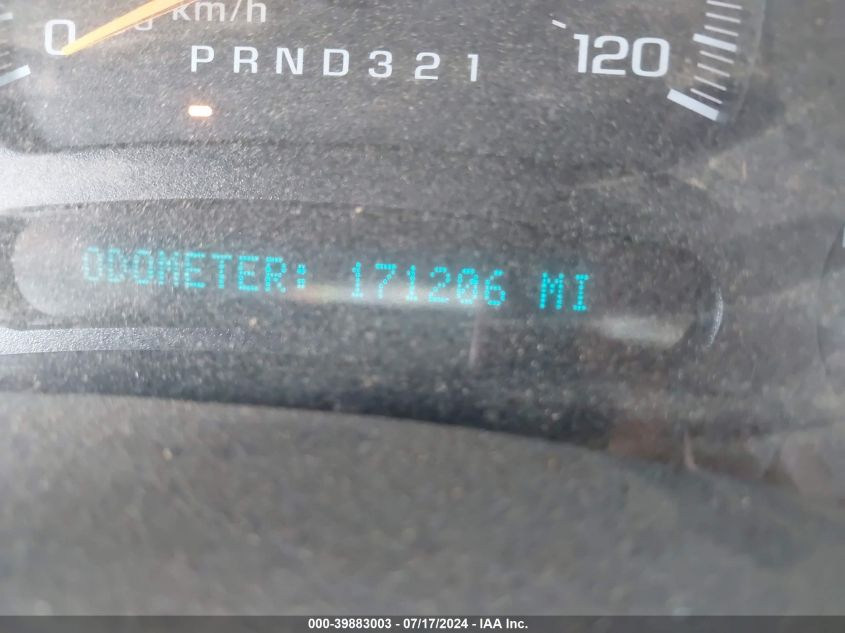 0 km/h
120
PRND321
ODOMETER: 171206 MI
000-39883003 - 07/17/2024 - IAA Inc.